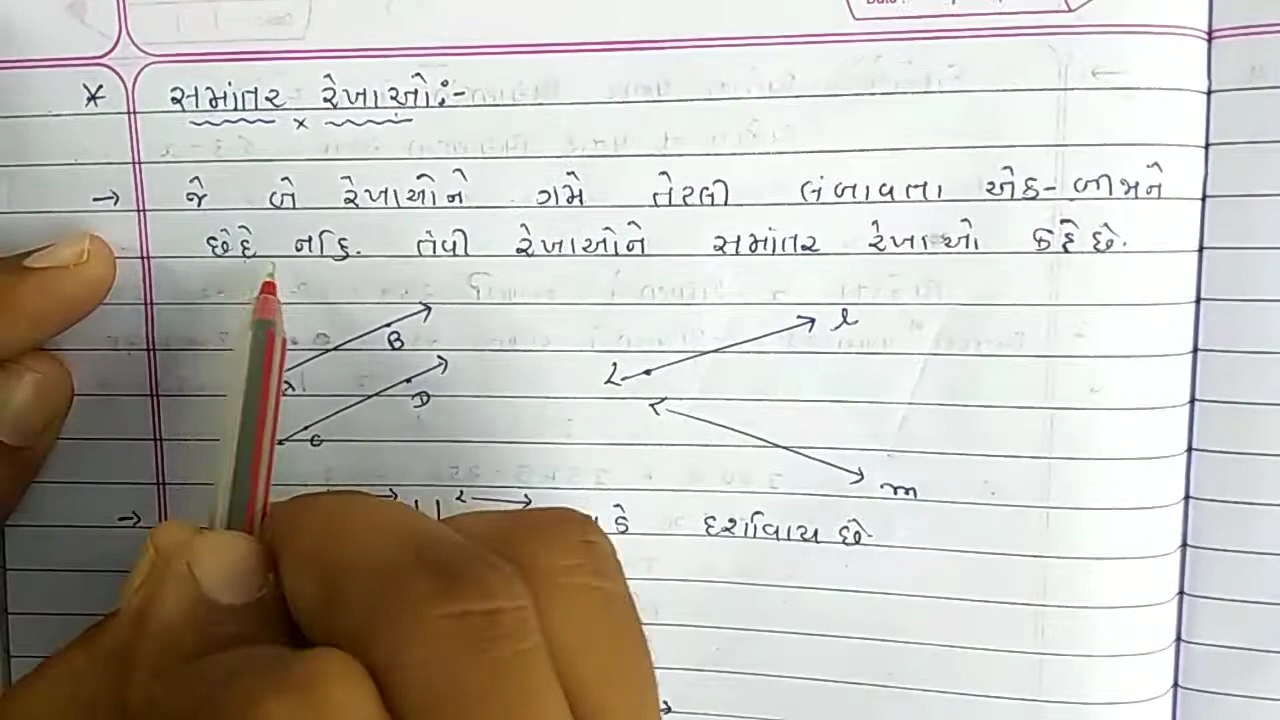 * સમાંતર રેખાઓ:-
→ જે બે રેખાઓને ગમે તેટલી લંબાવતા એક-બીજાને
છેદે નહિ. તેવી રેખાઓને સમાંતર રેખાઓ કહે છે.
B
l
A
D
C
m
→ || કે દર્શાવાય છે.